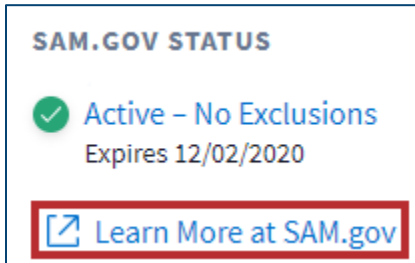 SAM.GOV STATUS
Active – No Exclusions
Expires 12/02/2020
Learn More at SAM.gov